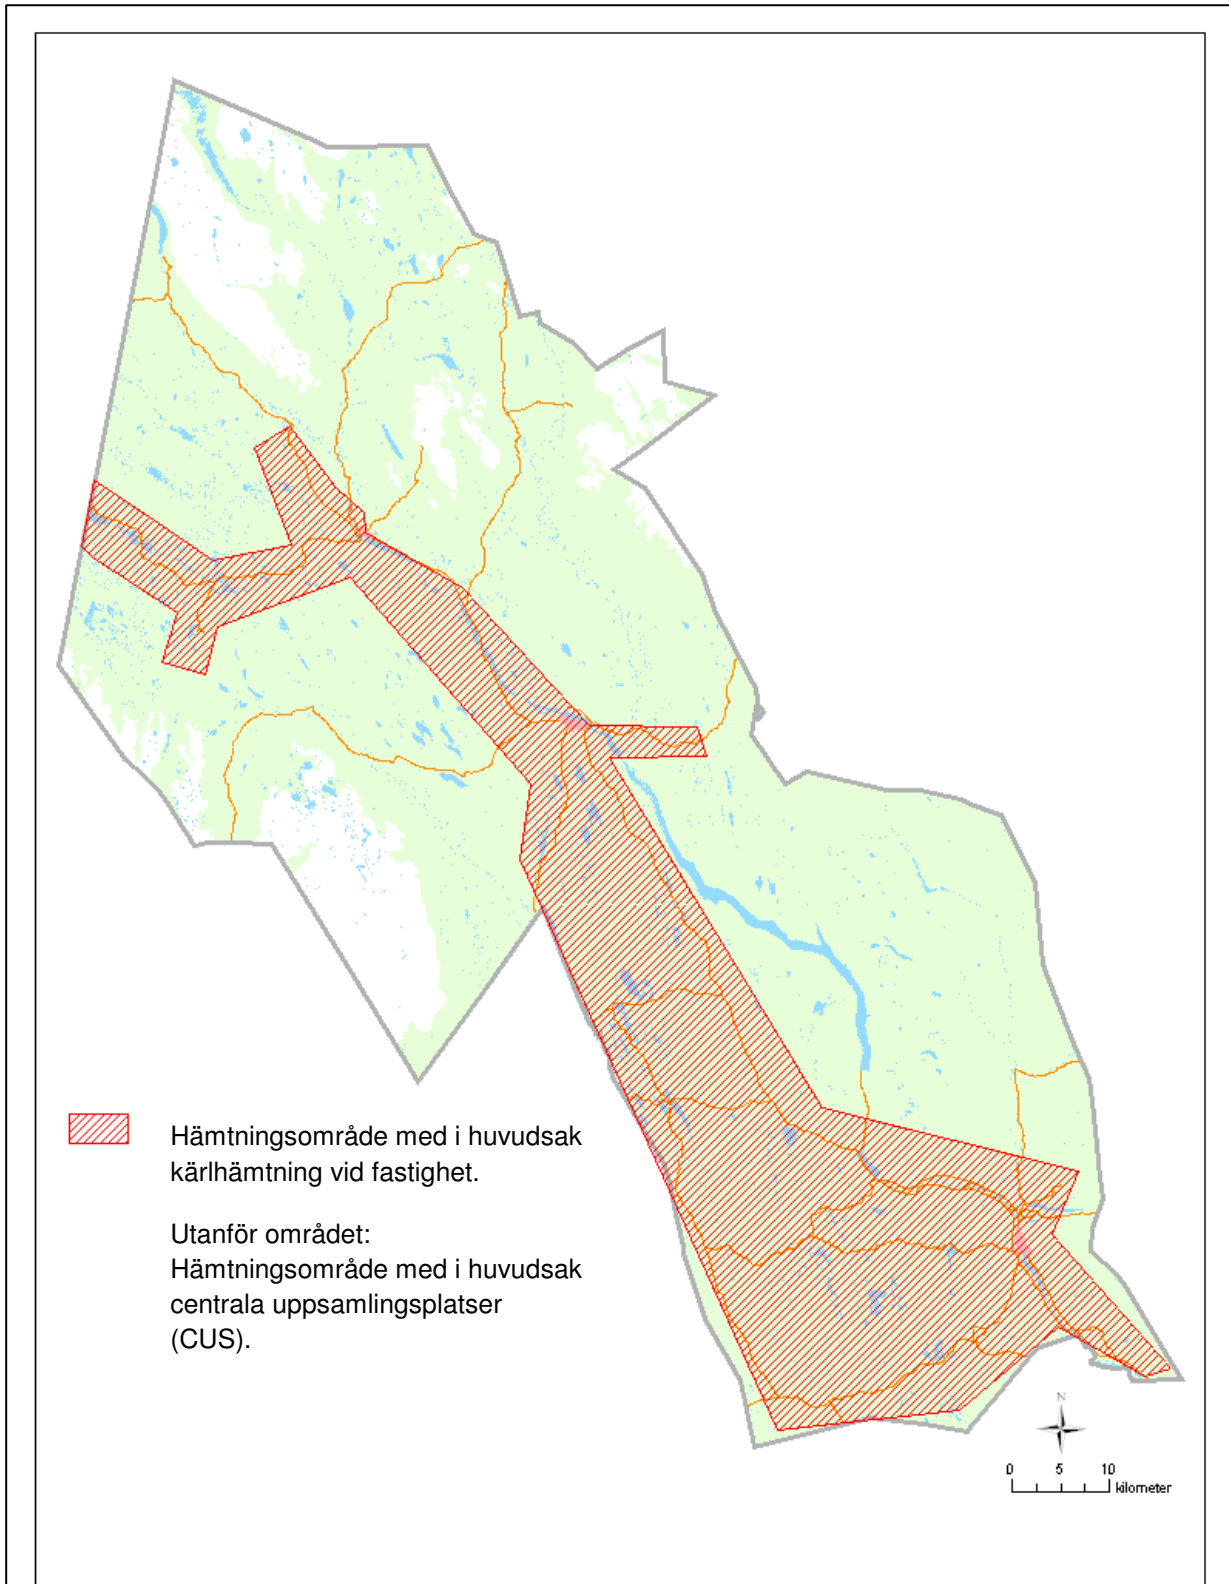 Hämtningsområde med i huvudsak
kärlhämtning vid fastighet.
Utanför området:
Hämtningsområde med i huvudsak
centrala uppsamlingsplatser
(CUS).
N
0 5 10
kilometer